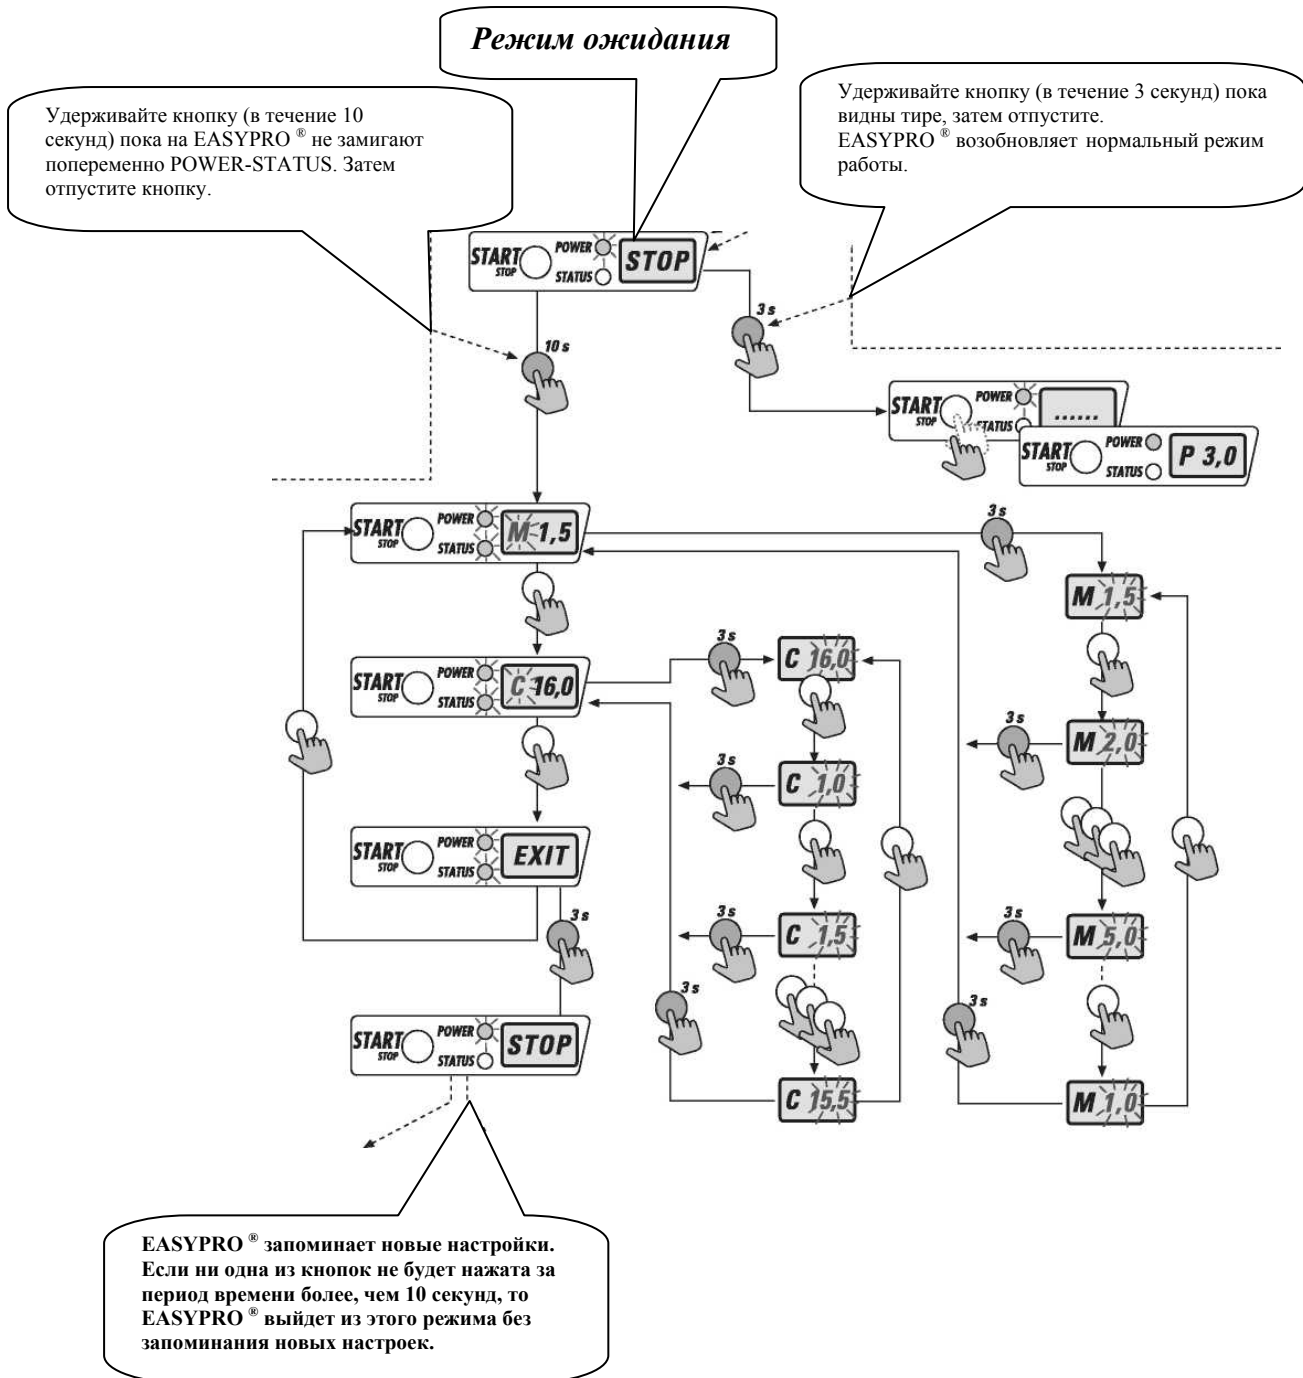 Режим ожидания
Удерживайте кнопку (в течение 10
секунд) пока на EASYPRO ® не замигают
попеременно POWER-STATUS. Затем
отпустите кнопку.
Удерживайте кнопку (в течение 3 секунд) пока
видны тире, затем отпустите.
EASYPRO ® возобновляет нормальный режим
работы.
START
STOP
POWER
STATUS
STOP
3 s
10 s
START
STOP
POWER
STATUS
......
START
STOP
POWER
STATUS
P 3,0
START
STOP
POWER
STATUS
M 1,5
3 s
M 1,5
START
STOP
POWER
STATUS
C 16,0
3 s
C 16,0
3 s
M 2,0
3 s
C 1,0
START
STOP
POWER
STATUS
EXIT
3 s
3 s
C 1,5
3 s
M 5,0
START
STOP
POWER
STATUS
STOP
3 s
3 s
C 15,5
M 1,0
EASYPRO ® запоминает новые настройки.
Если ни одна из кнопок не будет нажата за
период времени более, чем 10 секунд, то
EASYPRO ® выйдет из этого режима без
запоминания новых настроек.